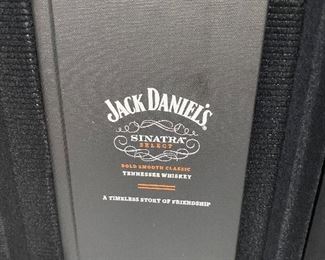 JACK DANIEL'S
SINATRA
SELECT
BOLD SMOOTH CLASSIC
TENNESSEE WHISKEY
A TIMELESS STORY OF FRIENDSHIP